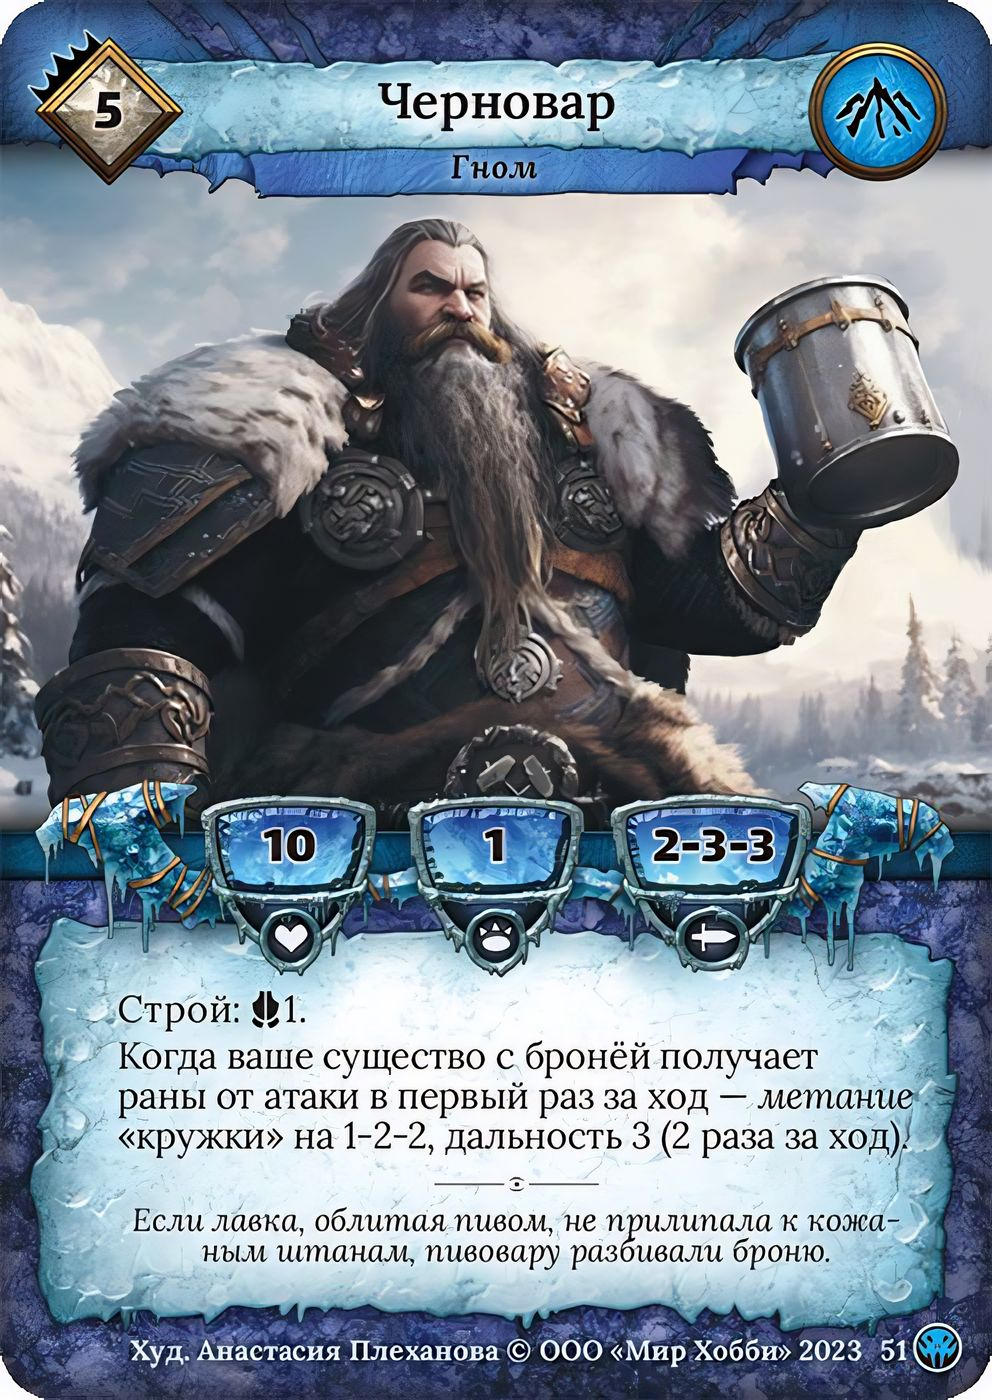 5
Черновар
Гном
10
1
2-3-3
Строй: 1.
Когда ваше существо с бронёй получает
раны от атаки в первый раз за ход — метание
«кружки» на 1-2-2, дальность 3 (2 раза за ход).
Если лавка, облитая пивом, не прилипала к кожа-
ным штанам, пивовару разбивали броню.
Худ. Анастасия Плеханова © ООО «Мир Хобби» 2023 51